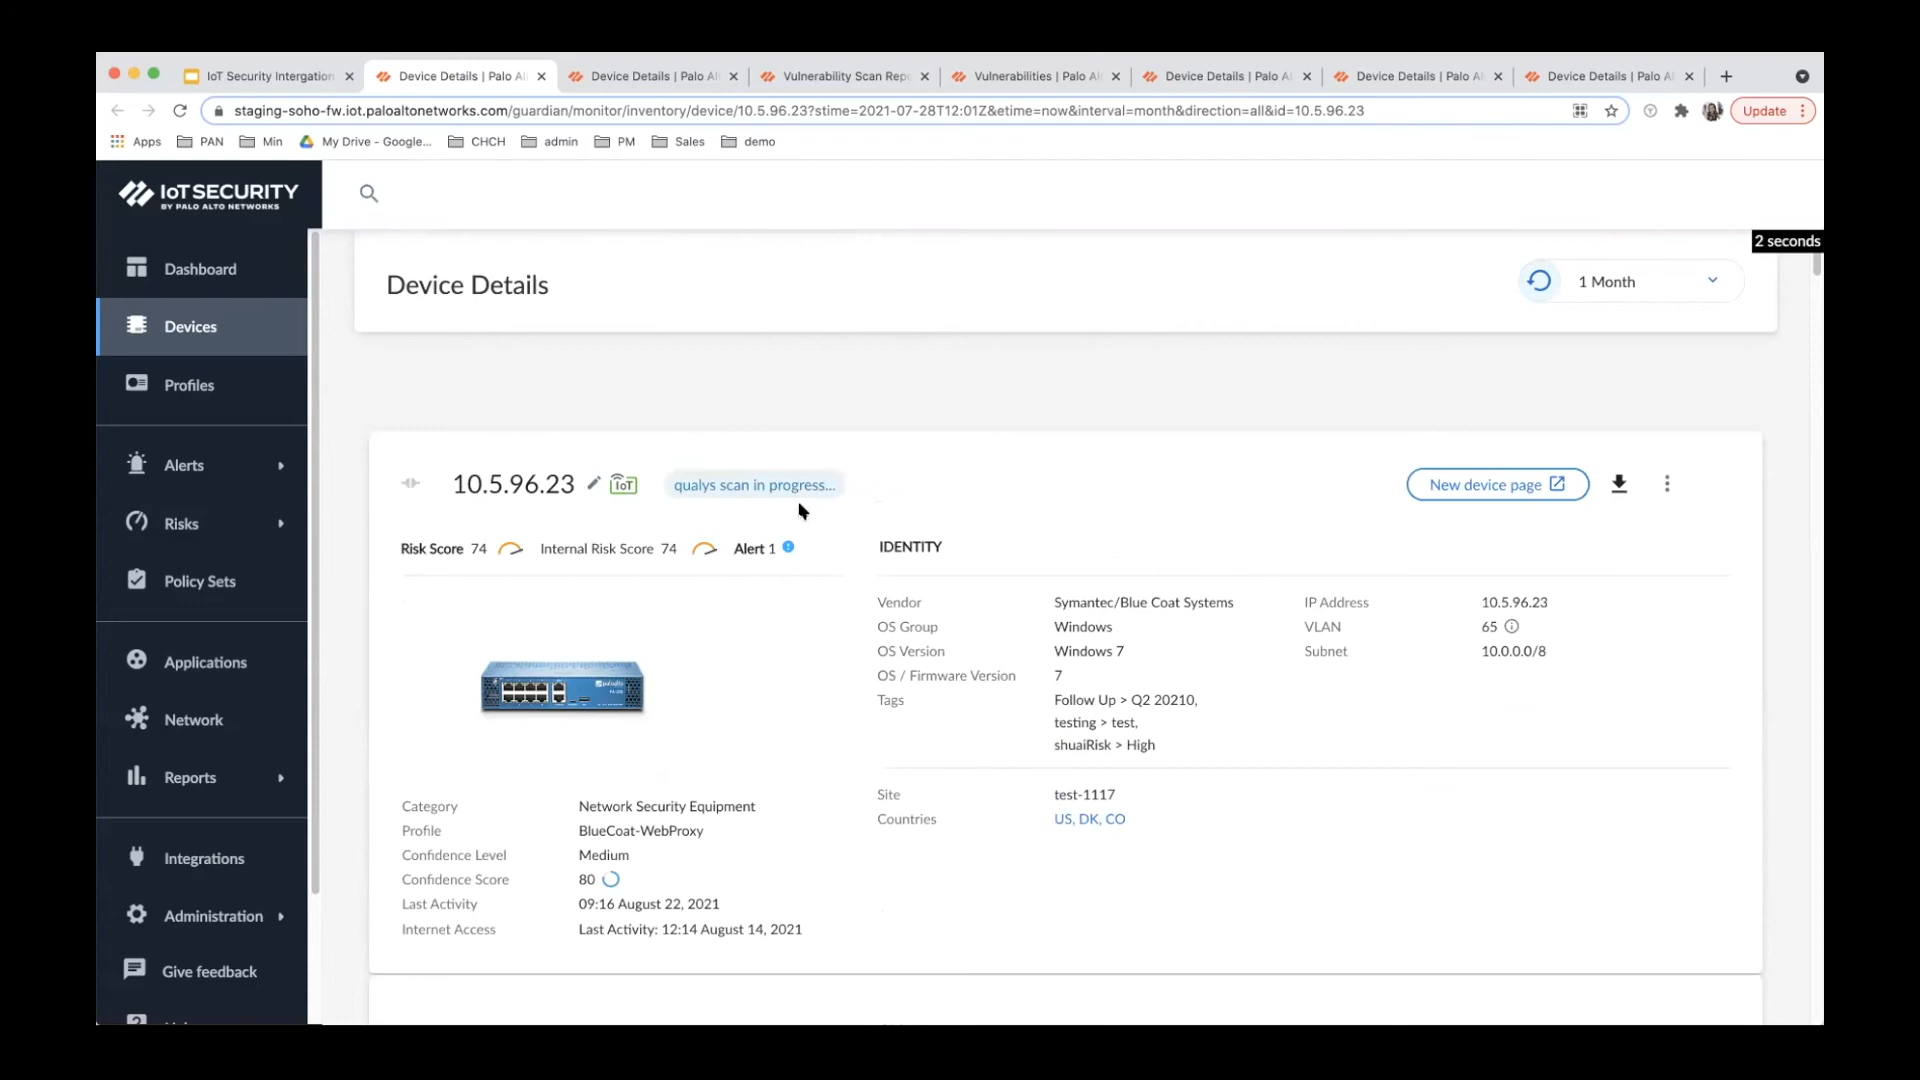 IoT Security Intergation
Device Details | Palo Al
Device Details | Palo Al
Vulnerability Scan Repo
Vulnerabilities | Palo Al
Device Details | Palo Al
Device Details | Palo Al
Device Details | Palo Al
staging-soho-fw.iot.paloaltonetworks.com/guardian/monitor/inventory/device/10.5.96.23?stime=2021-07-28T12:01Z&etime=now&interval=month&direction=all&id=10.5.96.23
Update
Apps PAN Min My Drive - Google... CHCH admin PM Sales demo
IoT SECURITY
BY PALO ALTO NETWORKS
2 seconds
Dashboard
Devices
Profiles
Alerts
Risks
Policy Sets
Applications
Network
Reports
Integrations
Administration
Give feedback
Device Details
1 Month
10.5.96.23 IoT qualys scan in progress...
New device page
Risk Score 74 Internal Risk Score 74 Alert 1
Category Network Security Equipment
Profile BlueCoat-WebProxy
Confidence Level Medium
Confidence Score 80
Last Activity 09:16 August 22, 2021
Internet Access Last Activity: 12:14 August 14, 2021
IDENTITY
Vendor Symantec/Blue Coat Systems IP Address 10.5.96.23
OS Group Windows VLAN 65
OS Version Windows 7 Subnet 10.0.0.0/8
OS / Firmware Version 7
Tags Follow Up > Q2 20210,
testing > test,
shuaiRisk > High
Site test-1117
Countries US, DK, CO